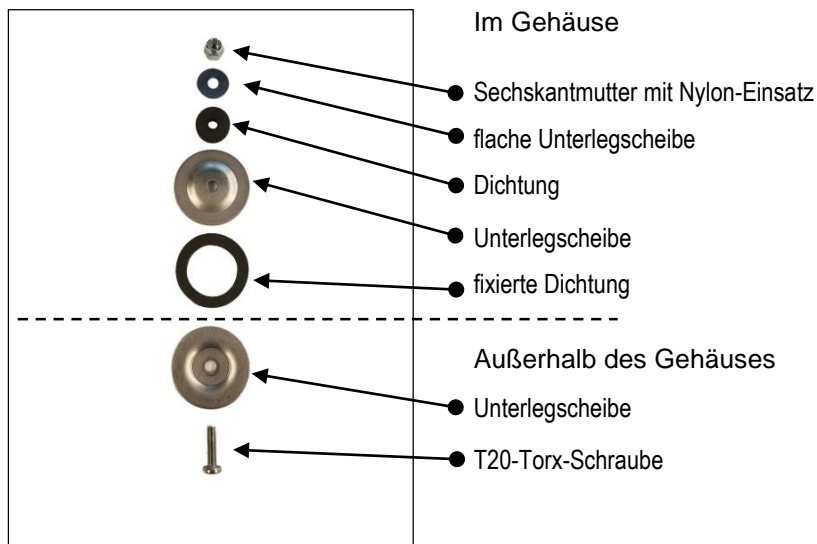 Im Gehäuse
Sechskantmutter mit Nylon-Einsatz
flache Unterlegscheibe
Dichtung
Unterlegscheibe
fixierte Dichtung
Außerhalb des Gehäuses
Unterlegscheibe
T20-Torx-Schraube